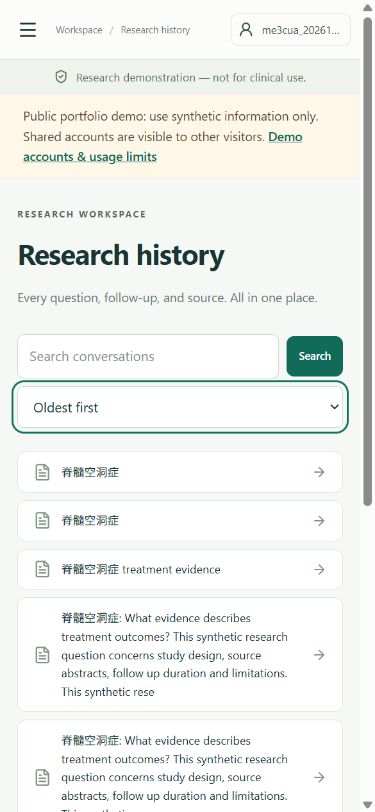 Workspace / Research history
me3cua_20261...
Research demonstration — not for clinical use.
Public portfolio demo: use synthetic information only.
Shared accounts are visible to other visitors. Demo
accounts & usage limits
RESEARCH WORKSPACE
Research history
Every question, follow-up, and source. All in one place.
Search conversations
Search
Oldest first
脊髓空洞症
脊髓空洞症
脊髓空洞症 treatment evidence
脊髓空洞症: What evidence describes
treatment outcomes? This synthetic research
question concerns study design, source
abstracts, follow up duration and limitations.
This synthetic rese
脊髓空洞症: What evidence describes
treatment outcomes? This synthetic research
question concerns study design, source
abstracts, follow up duration and limitations.